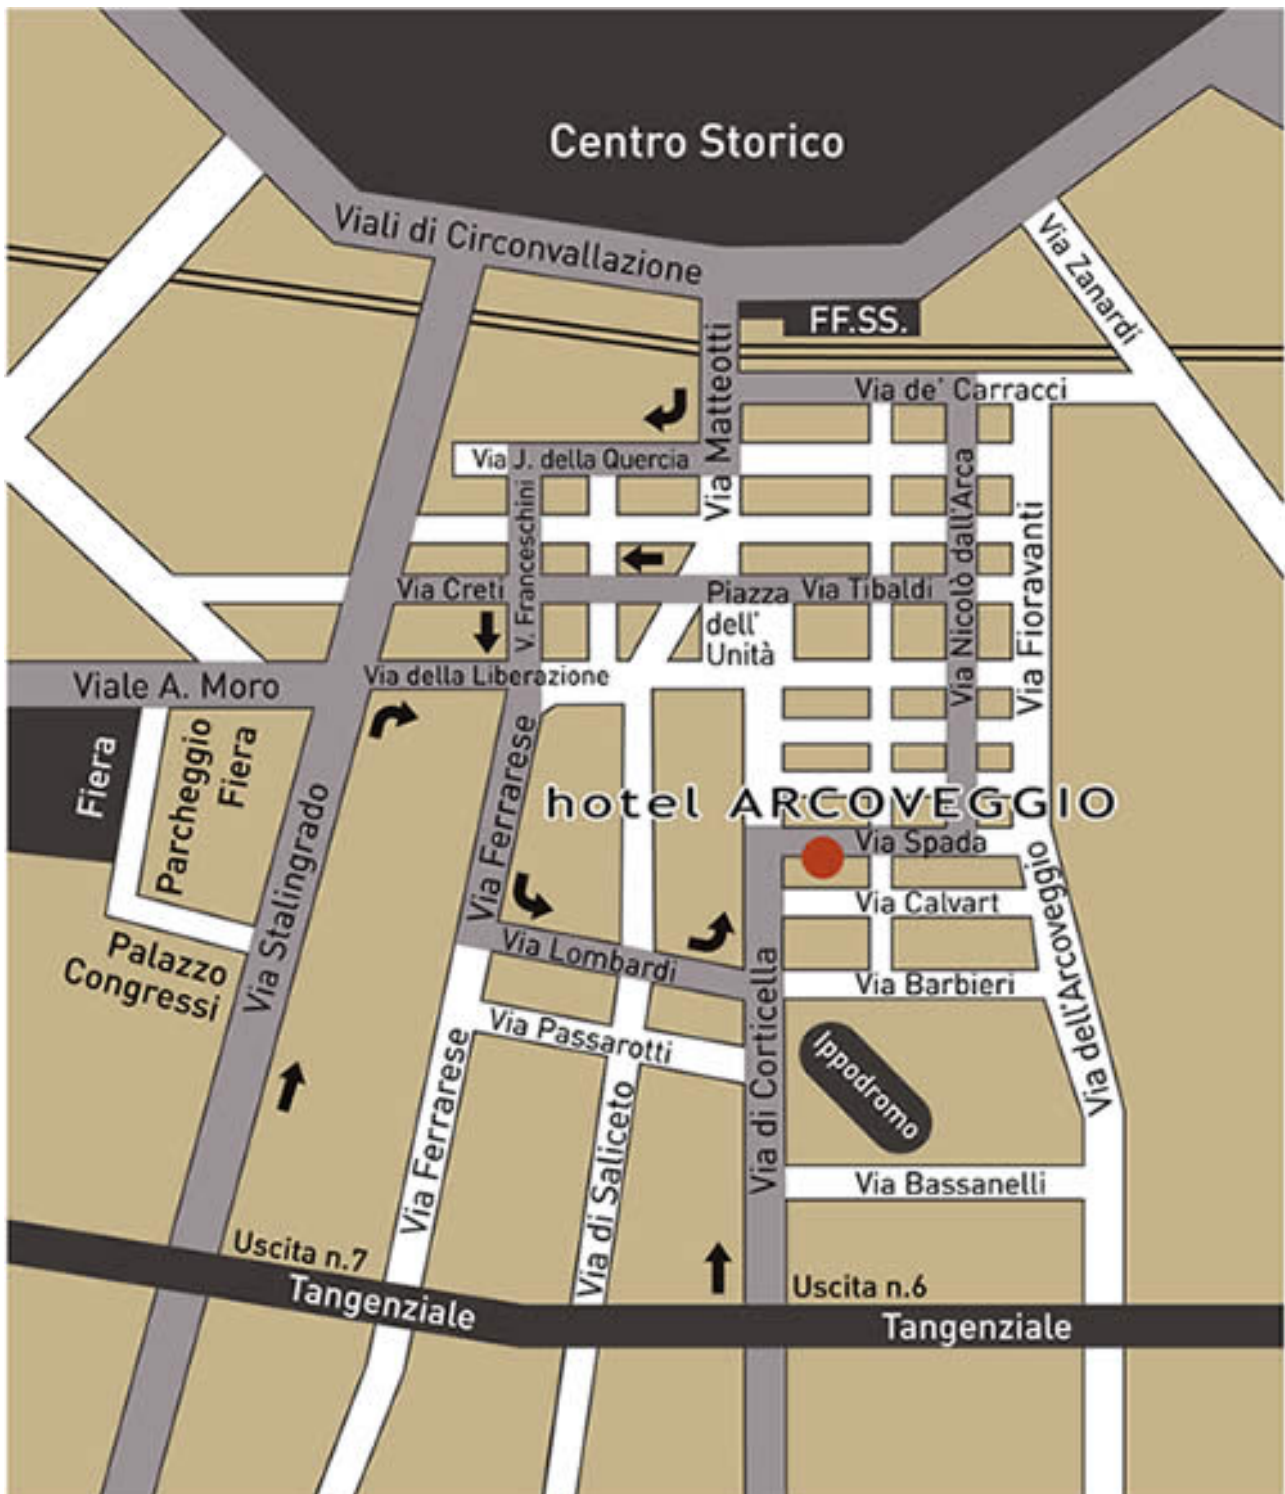 Centro Storico
Viali di Circonvallazione
Via Zanardi
FF.SS.
Via Matteotti
Via de' Carracci
Via J. della Quercia
V. Franceschini
Via Nicolò dall'Arca
Via Fioravanti
Via Creti
Piazza
dell'
Unità
Via Tibaldi
Via della Liberazione
Viale A. Moro
Fiera
Parcheggio
Fiera
Via Ferrarese
hotel ARCOVEGGIO
Via Spada
Via Stalingrado
Via Calvart
Via dell'Arcoveggio
Palazzo
Congressi
Via Lombardi
Via di Corticella
Via Barbieri
Via Passarotti
Ippodromo
Via Ferrarese
Via di Saliceto
Via Bassanelli
Uscita n.7
Tangenziale
Uscita n.6
Tangenziale